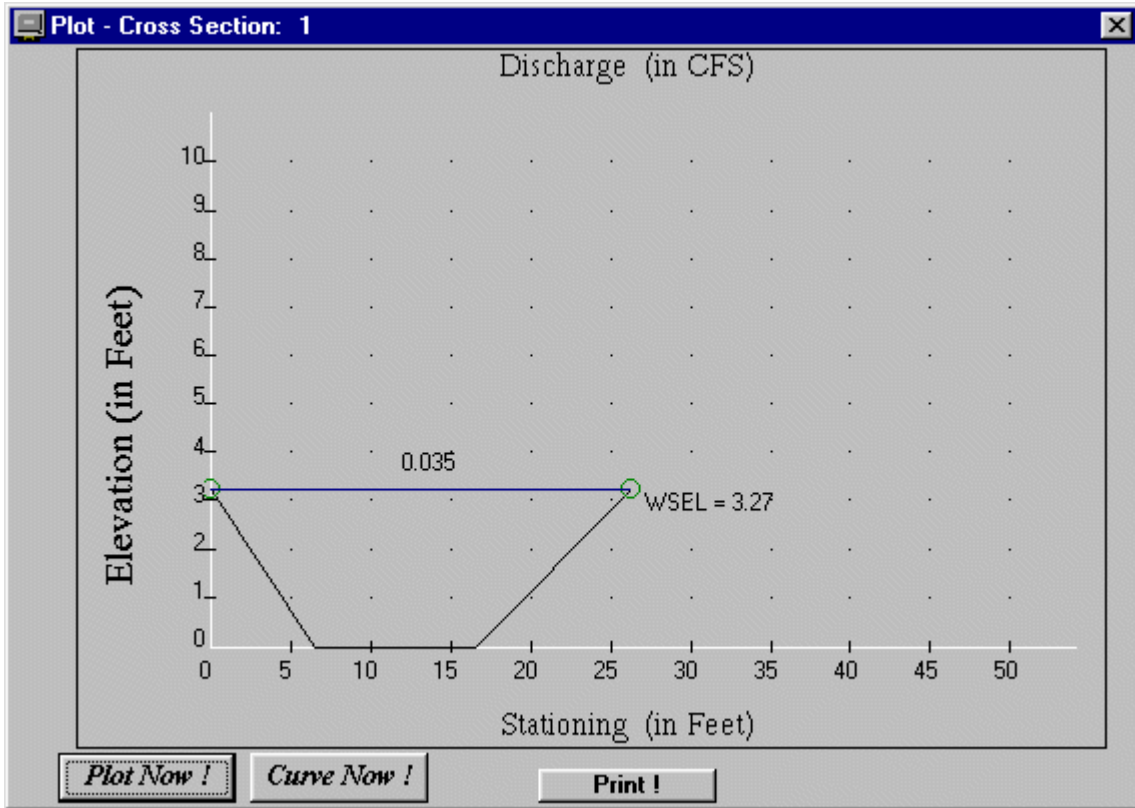 Plot - Cross Section: 1
Discharge (in CFS)
10
9
8
7
6
5
4
3
2
1
0
Elevation (in Feet)
0.035
WSEL = 3.27
0 5 10 15 20 25 30 35 40 45 50
Stationing (in Feet)
Plot Now !
Curve Now !
Print !